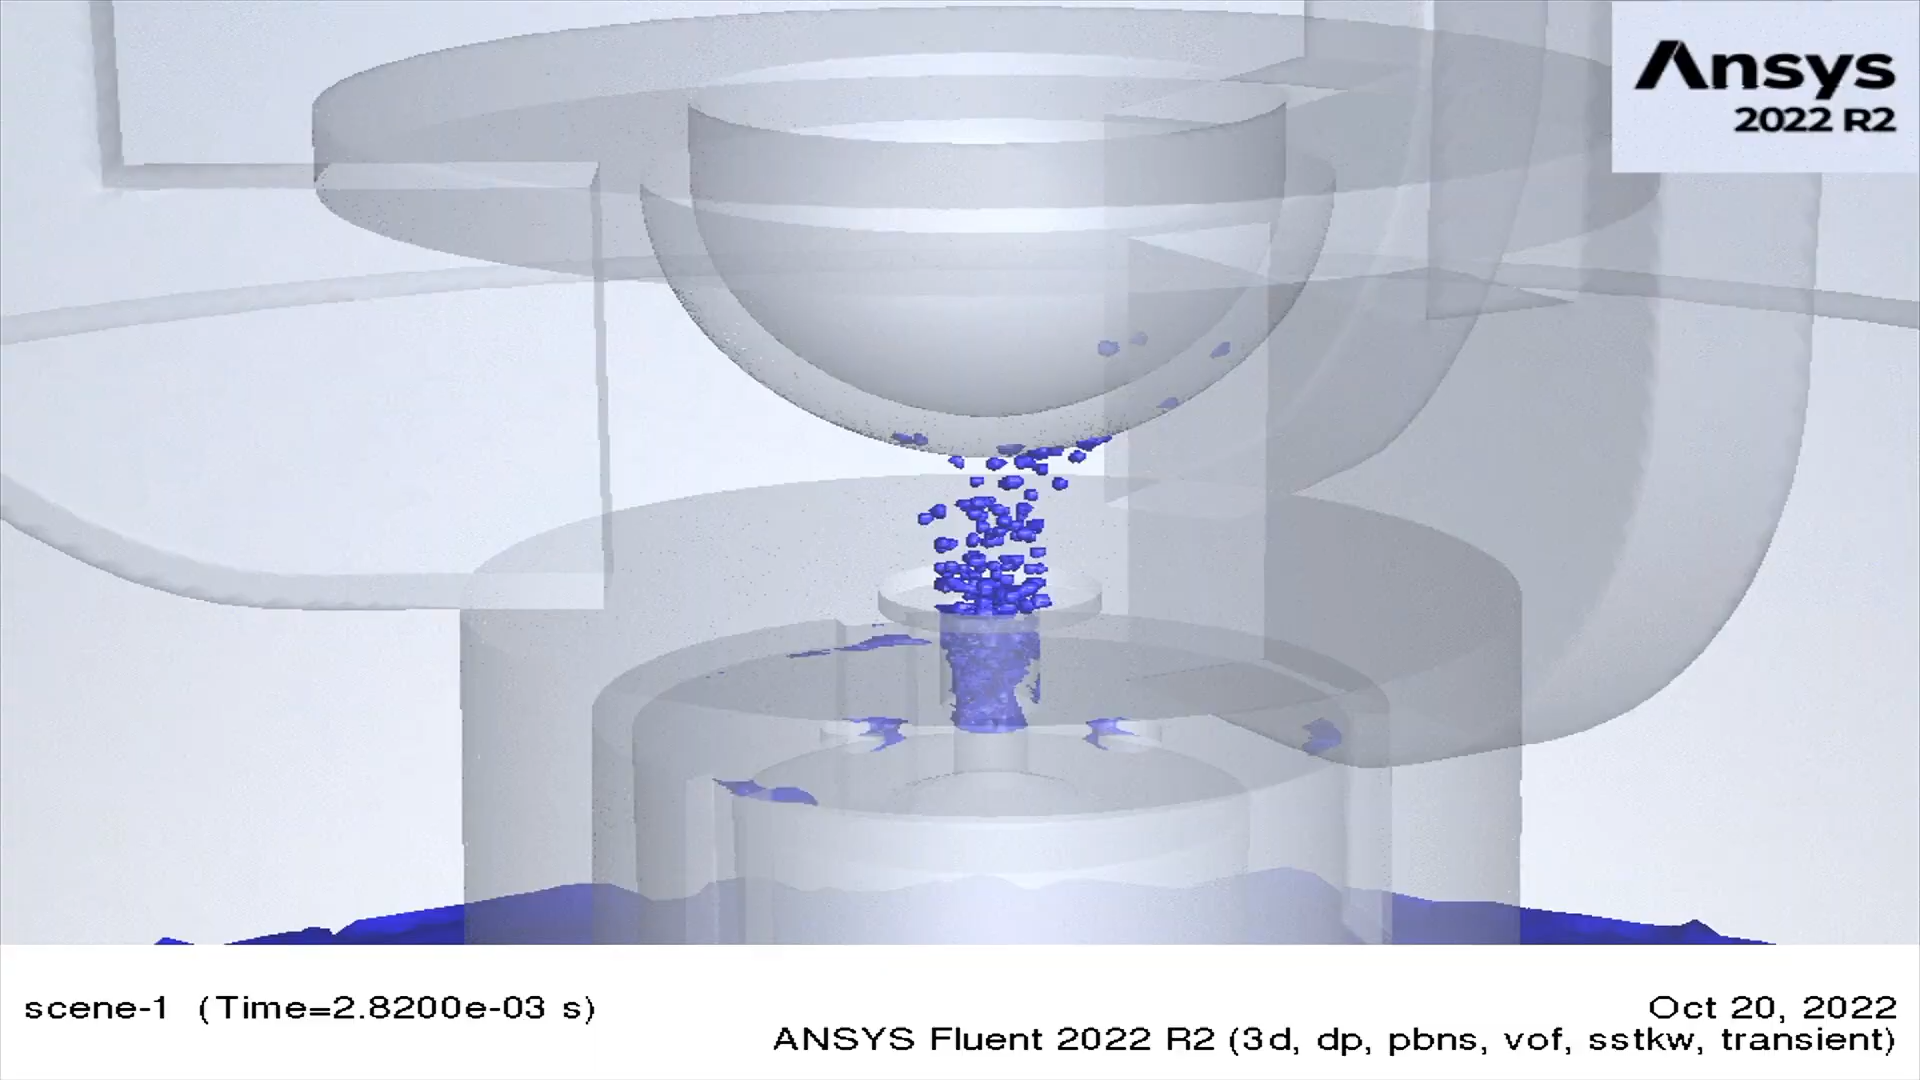 Ansys
2022 R2
scene-1 (Time=2.8200e-03 s)
Oct 20, 2022
ANSYS Fluent 2022 R2 (3d, dp, pbns, vof, sstkw, transient)